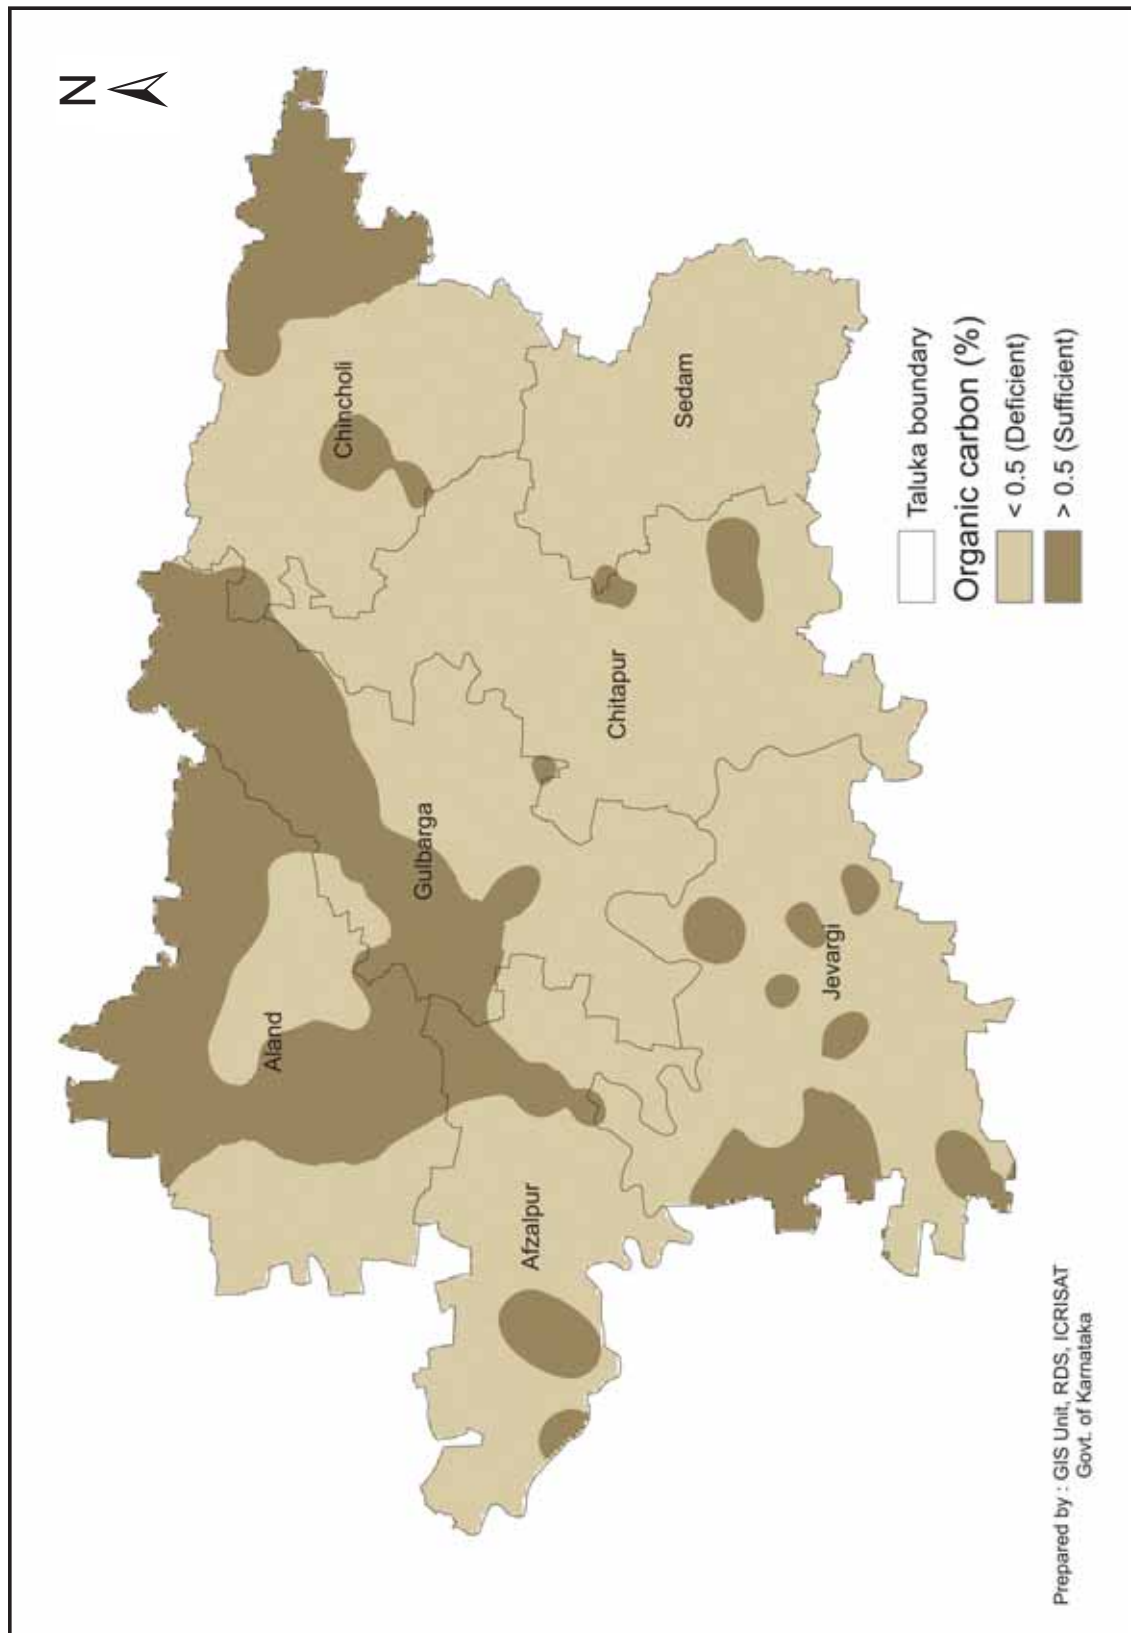 N
Chincholi
Aland
Gulbarga
Sedam
Afzalpur
Chitapur
Jevargi
Taluka boundary
Organic carbon (%)
< 0.5 (Deficient)
> 0.5 (Sufficient)
Prepared by : GIS Unit, RDS, ICRISAT
Govt. of Karnataka